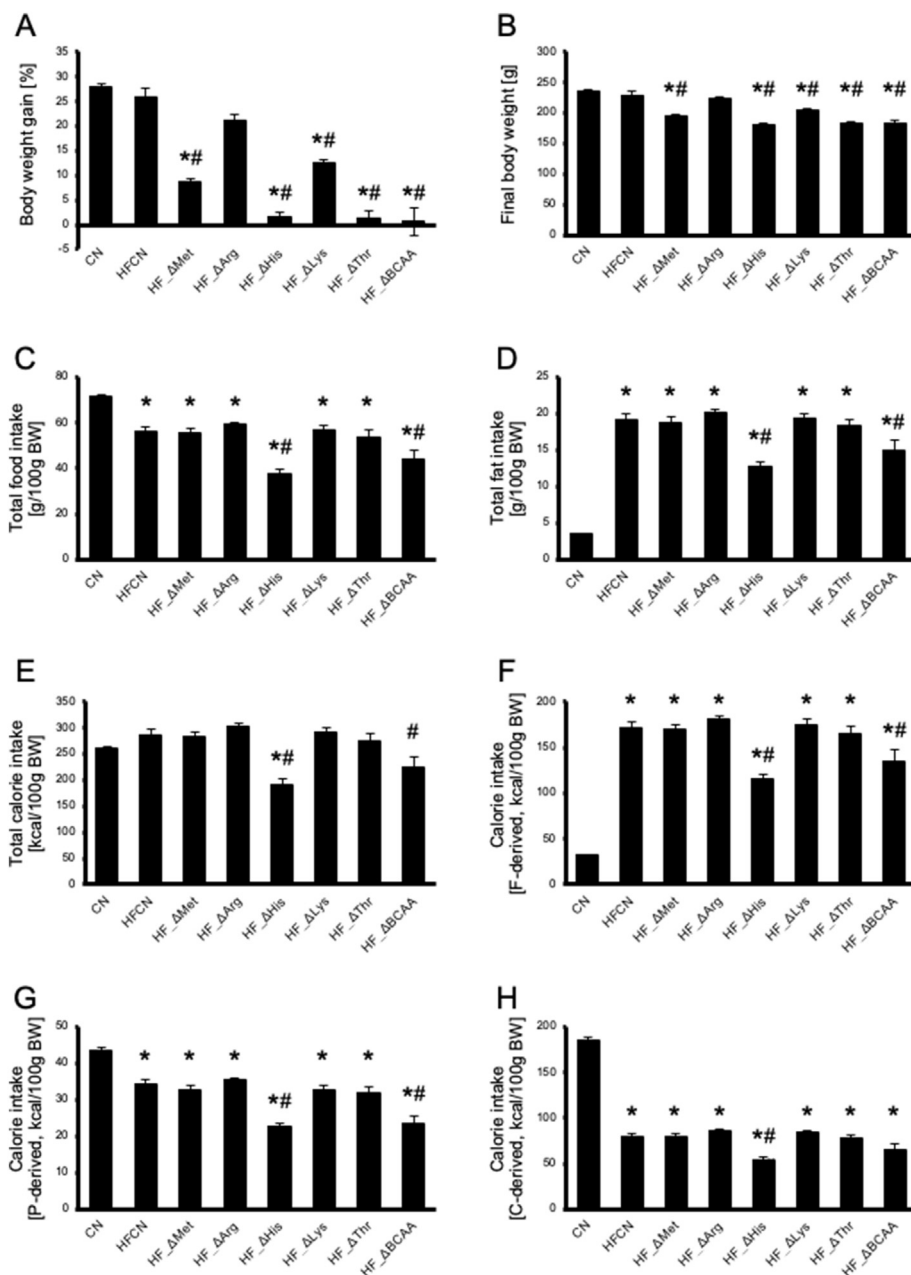 A
Body weight gain [%]
35
30
25
20
15
10
5
0
-5
*#
*#
*#
*#
*#
CN
HFCN
HF_ΔMet
HF_ΔArg
HF_ΔHis
HF_ΔLys
HF_ΔThr
HF_ΔBCAA
B
Final body weight [g]
300
250
200
150
100
50
0
*#
*#
*#
*#
*#
CN
HFCN
HF_ΔMet
HF_ΔArg
HF_ΔHis
HF_ΔLys
HF_ΔThr
HF_ΔBCAA
C
Total food intake
[g/100g BW]
80
60
40
20
0
*
*
*
*#
*
*
*#
CN
HFCN
HF_ΔMet
HF_ΔArg
HF_ΔHis
HF_ΔLys
HF_ΔThr
HF_ΔBCAA
D
Total fat intake
[g/100g BW]
25
20
15
10
5
0
*
*
*
*#
*
*
*#
CN
HFCN
HF_ΔMet
HF_ΔArg
HF_ΔHis
HF_ΔLys
HF_ΔThr
HF_ΔBCAA
E
Total calorie intake
[kcal/100g BW]
350
300
250
200
150
100
50
0
*#
#
CN
HFCN
HF_ΔMet
HF_ΔArg
HF_ΔHis
HF_ΔLys
HF_ΔThr
HF_ΔBCAA
F
Calorie intake
[F-derived, kcal/100g BW]
200
150
100
50
0
*
*
*
*#
*
*
*#
CN
HFCN
HF_ΔMet
HF_ΔArg
HF_ΔHis
HF_ΔLys
HF_ΔThr
HF_ΔBCAA
G
Calorie intake
[P-derived, kcal/100g BW]
50
40
30
20
10
0
*
*
*
*#
*
*
*#
CN
HFCN
HF_ΔMet
HF_ΔArg
HF_ΔHis
HF_ΔLys
HF_ΔThr
HF_ΔBCAA
H
Calorie intake
[C-derived, kcal/100g BW]
200
150
100
50
0
*
*
*
*#
*
*
*
CN
HFCN
HF_ΔMet
HF_ΔArg
HF_ΔHis
HF_ΔLys
HF_ΔThr
HF_ΔBCAA